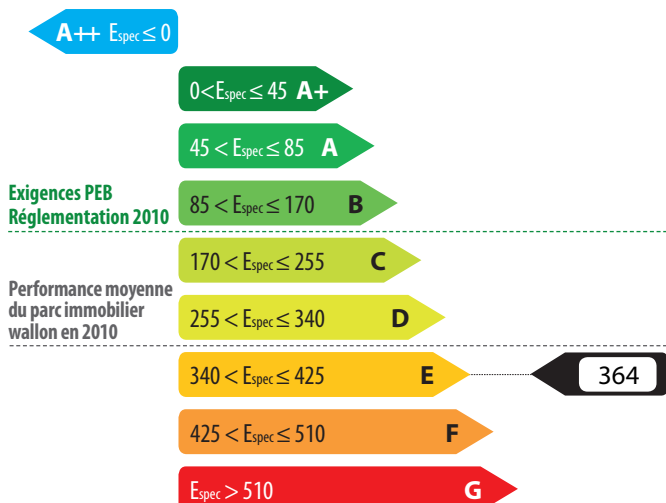 A++ Espec ≤ 0
0<Espec ≤ 45 A+
45 < Espec ≤ 85 A
Exigences PEB
Réglementation 2010
85 < Espec ≤ 170 B
170 < Espec ≤ 255 C
Performance moyenne
du parc immobilier
wallon en 2010
255 < Espec ≤ 340 D
340 < Espec ≤ 425 E
364
425 < Espec ≤ 510 F
Espec > 510 G